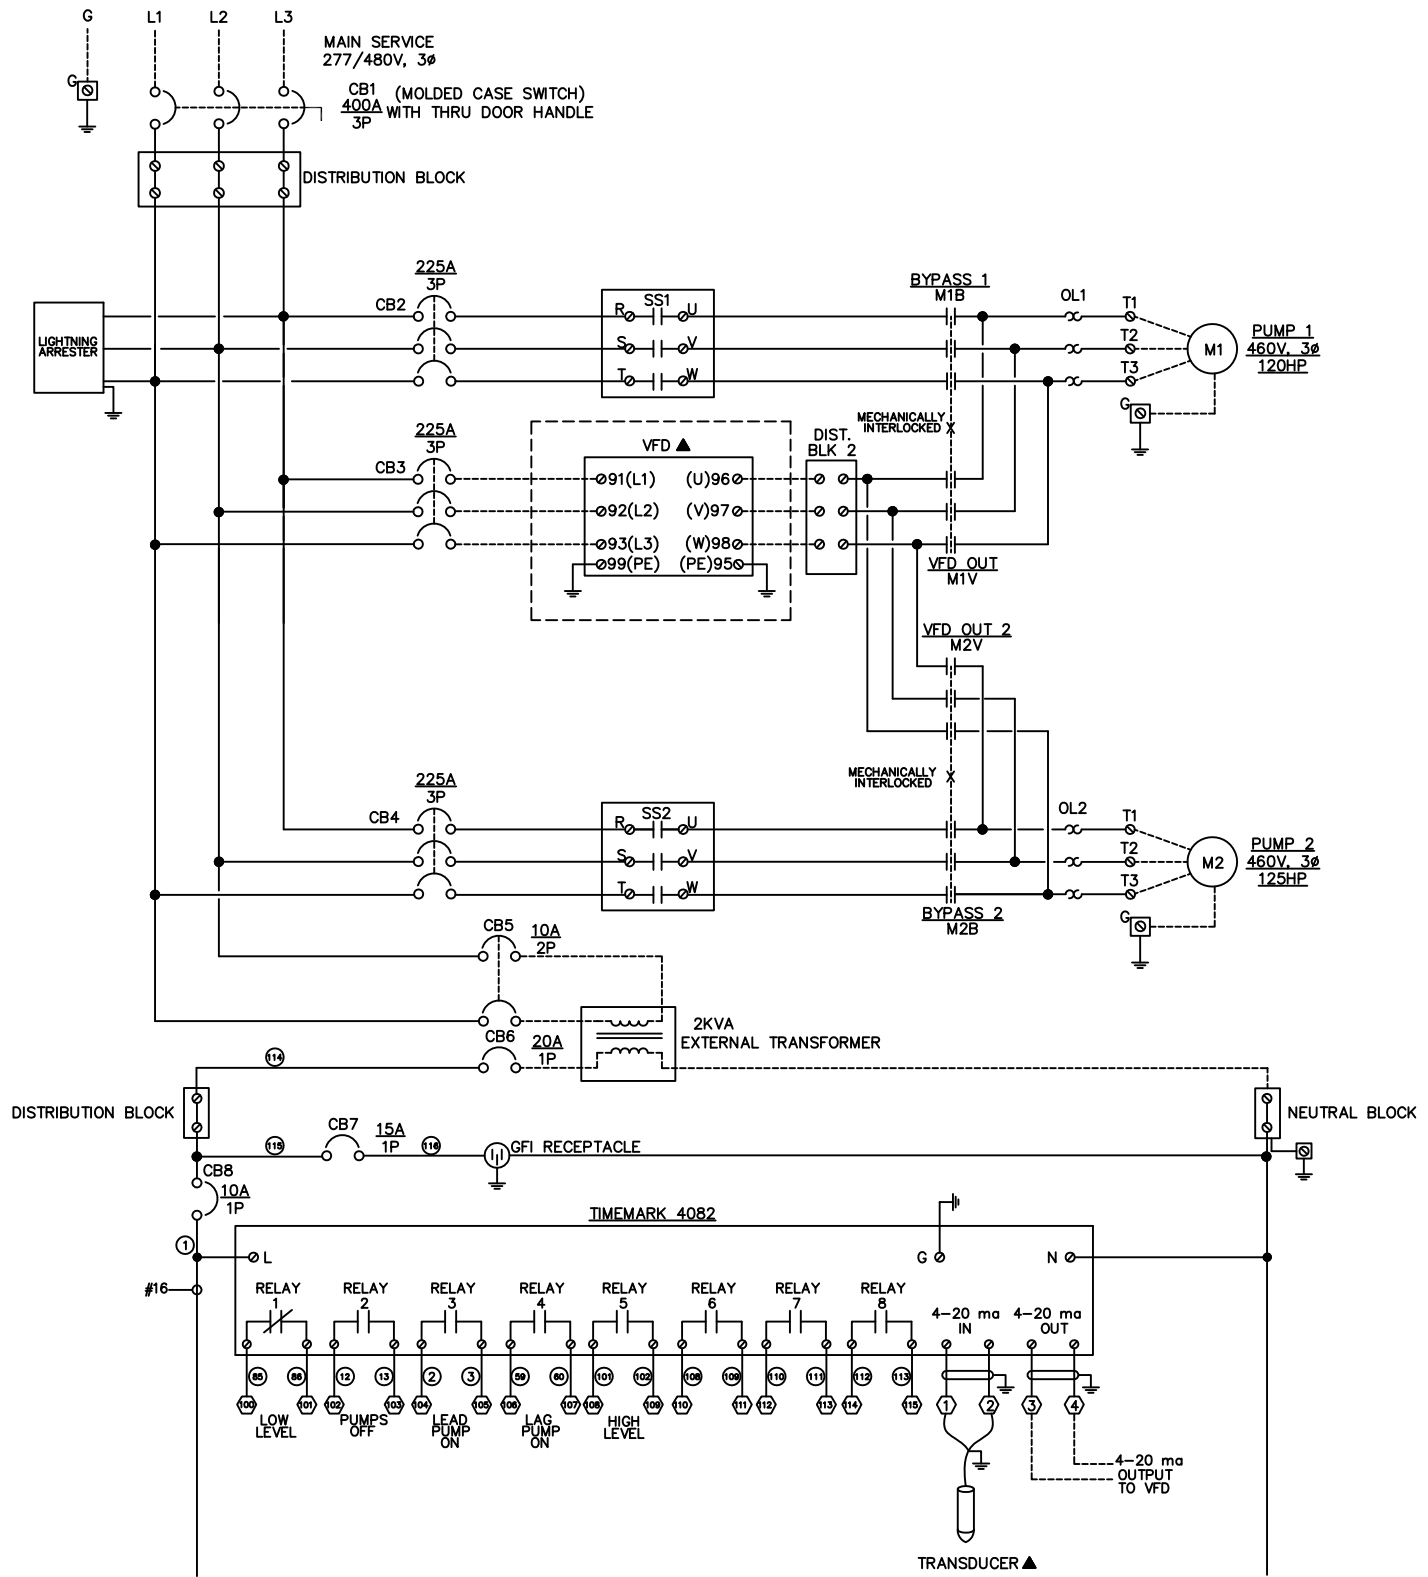 G L1 L2 L3
MAIN SERVICE
277/480V, 3ø
G
CB1 (MOLDED CASE SWITCH)
400A WITH THRU DOOR HANDLE
3P
DISTRIBUTION BLOCK
LIGHTNING
ARRESTER
225A
3P
CB2
SS1
R U
S V
T W
BYPASS 1
M1B
OL1
T1
T2
T3
M1
G
PUMP 1
460V, 3ø
120HP
MECHANICALLY
INTERLOCKED
225A
3P
CB3
VFD
91(L1) (U)96
92(L2) (V)97
93(L3) (W)98
99(PE) (PE)95
DIST.
BLK 2
VFD OUT
M1V
VFD OUT 2
M2V
MECHANICALLY
INTERLOCKED
225A
3P
CB4
SS2
R U
S V
T W
BYPASS 2
M2B
OL2
T1
T2
T3
M2
G
PUMP 2
460V, 3ø
125HP
CB5 10A
2P
CB6 20A
1P
2KVA
EXTERNAL TRANSFORMER
114
DISTRIBUTION BLOCK
NEUTRAL BLOCK
115
CB7 15A
1P
116
GFI RECEPTACLE
CB8
10A
1P
TIMEMARK 4082
1
L G N
#16
RELAY
1
RELAY
2
RELAY
3
RELAY
4
RELAY
5
RELAY
6
RELAY
7
RELAY
8
4-20 ma
IN
4-20 ma
OUT
85 86 12 13 2 3 59 60 101 102 108 109 110 111 112 113
100 101 102 103 104 105 106 107 108 109 110 111 112 113 114 115 1 2 3 4
LOW
LEVEL
PUMPS
OFF
LEAD
PUMP
ON
LAG
PUMP
ON
HIGH
LEVEL
4-20 ma
OUTPUT
TO VFD
TRANSDUCER